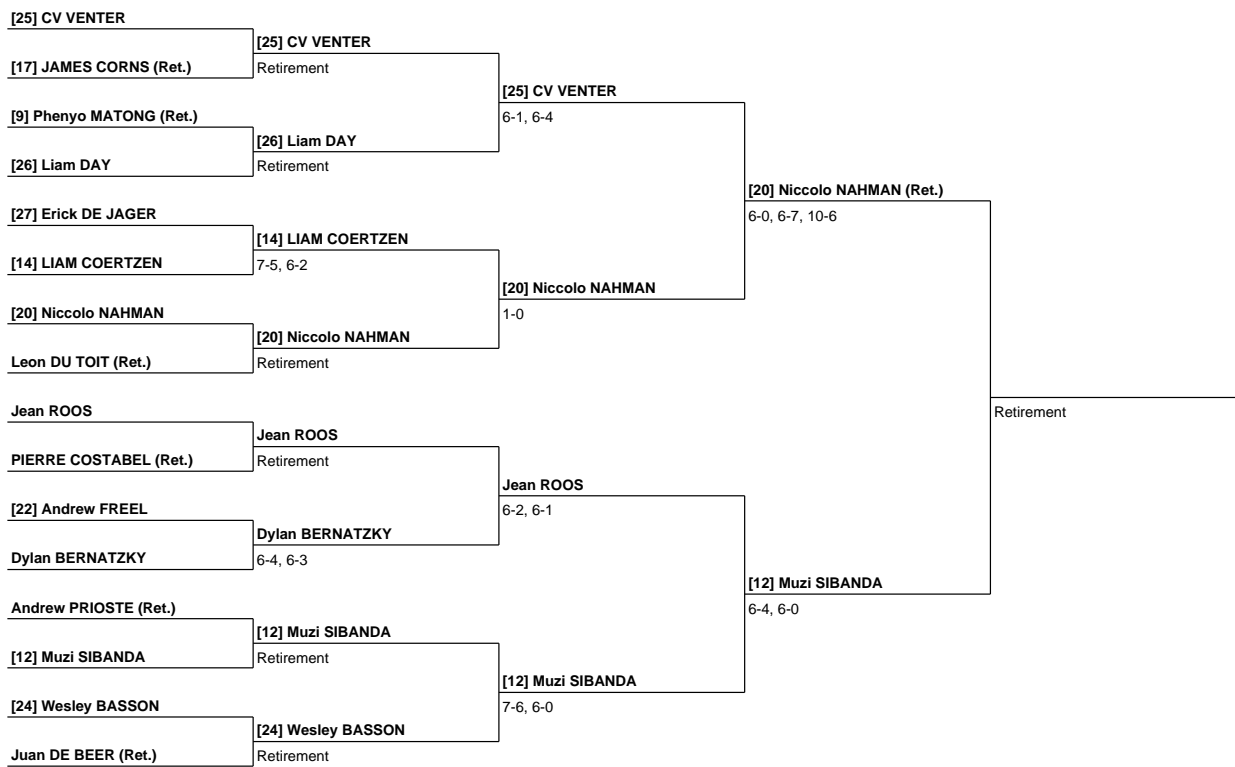 [25] CV VENTER
[17] JAMES CORNS (Ret.)
[9] Phenyo MATONG (Ret.)
[26] Liam DAY
[27] Erick DE JAGER
[14] LIAM COERTZEN
[20] Niccolo NAHMAN
Leon DU TOIT (Ret.)
Jean ROOS
PIERRE COSTABEL (Ret.)
[22] Andrew FREEL
Dylan BERNATZKY
Andrew PRIOSTE (Ret.)
[12] Muzi SIBANDA
[24] Wesley BASSON
Juan DE BEER (Ret.)
[25] CV VENTER
Retirement
[26] Liam DAY
Retirement
[14] LIAM COERTZEN
7-5, 6-2
[20] Niccolo NAHMAN
Retirement
Jean ROOS
Retirement
Dylan BERNATZKY
6-4, 6-3
[12] Muzi SIBANDA
Retirement
[24] Wesley BASSON
Retirement
[25] CV VENTER
6-1, 6-4
[20] Niccolo NAHMAN
1-0
Jean ROOS
6-2, 6-1
[12] Muzi SIBANDA
7-6, 6-0
[20] Niccolo NAHMAN (Ret.)
6-0, 6-7, 10-6
[12] Muzi SIBANDA
6-4, 6-0
Retirement